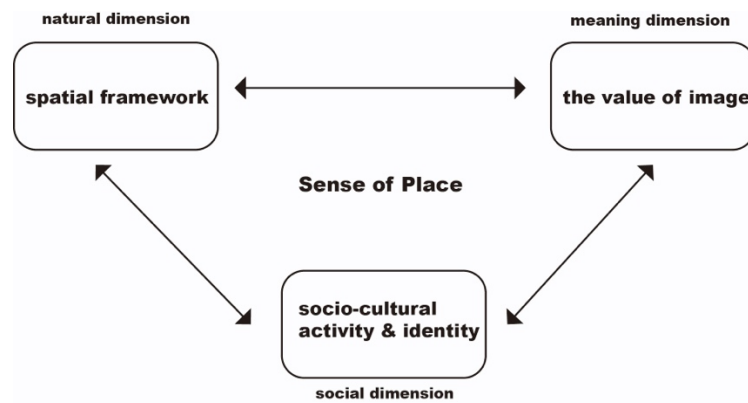 natural dimension
meaning dimension
spatial framework
the value of image
Sense of Place
socio-cultural
activity & identity
social dimension